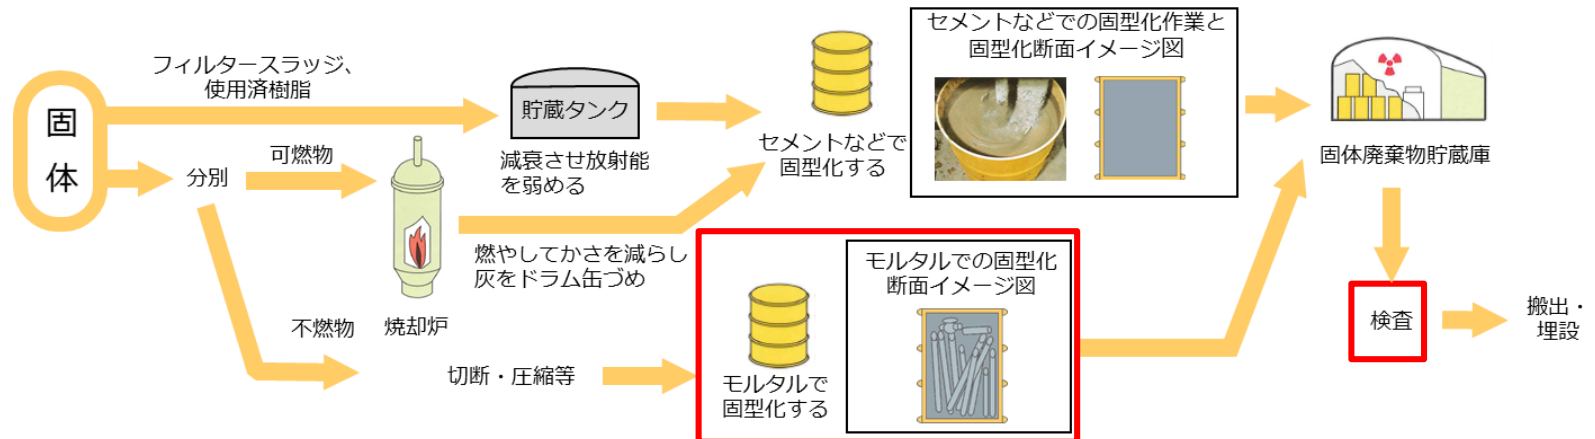 固
体
フィルタースラッジ、
使用済樹脂
貯蔵タンク
減衰させ放射能
を弱める
分別
可燃物
焼却炉
燃やしてかさを減らし
灰をドラム缶づめ
セメントなどで
固型化する
セメントなどでの固型化作業と
固型化断面イメージ図
不燃物
切断・圧縮等
モルタルで
固型化する
モルタルでの固型化
断面イメージ図
固体廃棄物貯蔵庫
検査
搬出・
埋設